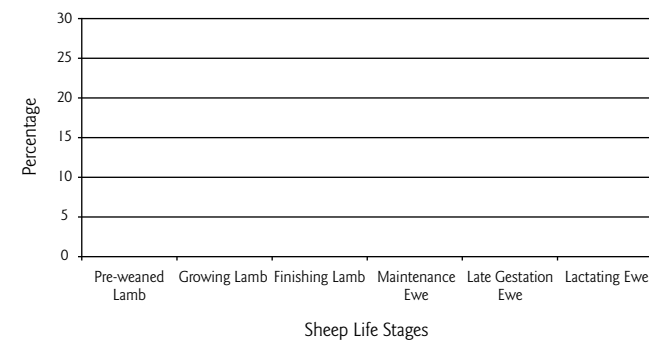 30
25
20
15
10
5
0
Percentage
Pre-weaned Lamb
Growing Lamb
Finishing Lamb
Maintenance Ewe
Late Gestation Ewe
Lactating Ewe
Sheep Life Stages